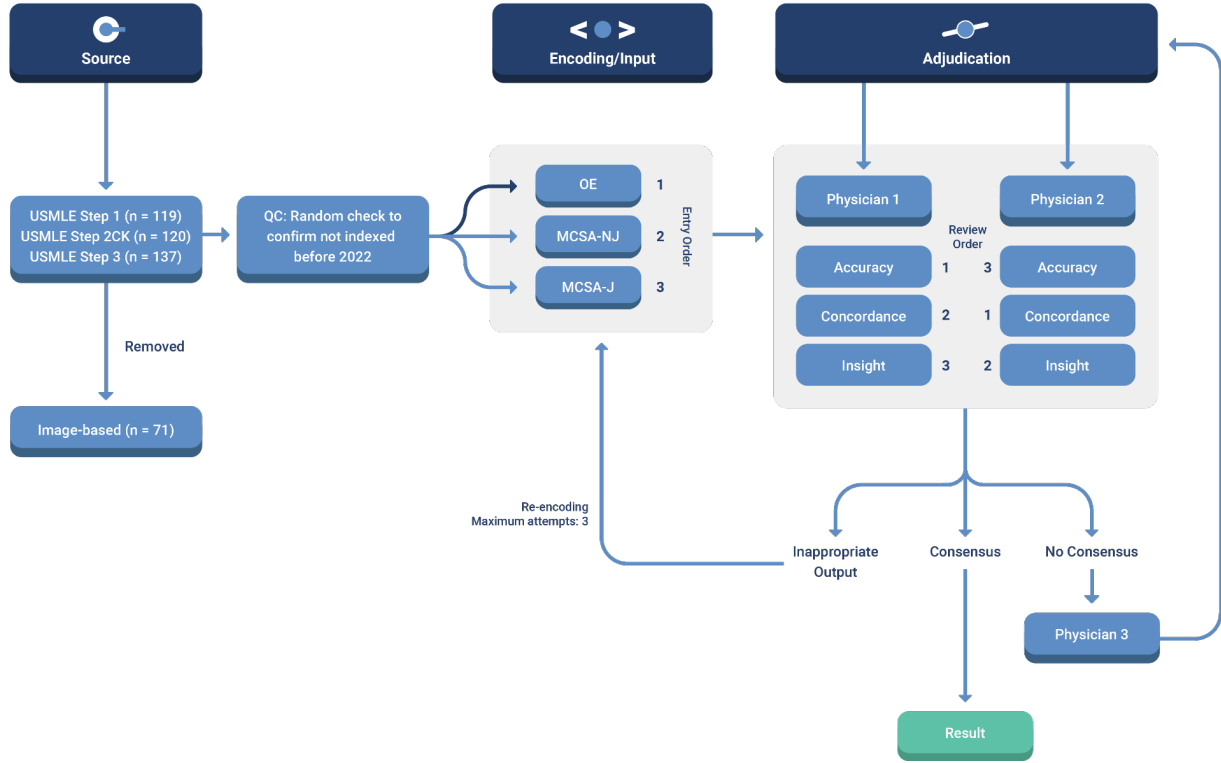 Source
Encoding/Input
Adjudication
USMLE Step 1 (n = 119)
USMLE Step 2CK (n = 120)
USMLE Step 3 (n = 137)
QC: Random check to
confirm not indexed
before 2022
OE 1
MCSA-NJ 2
MCSA-J 3
Entry Order
Physician 1
Physician 2
Review
Order
Accuracy 1 3 Accuracy
Concordance 2 1 Concordance
Insight 3 2 Insight
Removed
Image-based (n = 71)
Re-encoding
Maximum attempts: 3
Inappropriate
Output
Consensus
No Consensus
Physician 3
Result